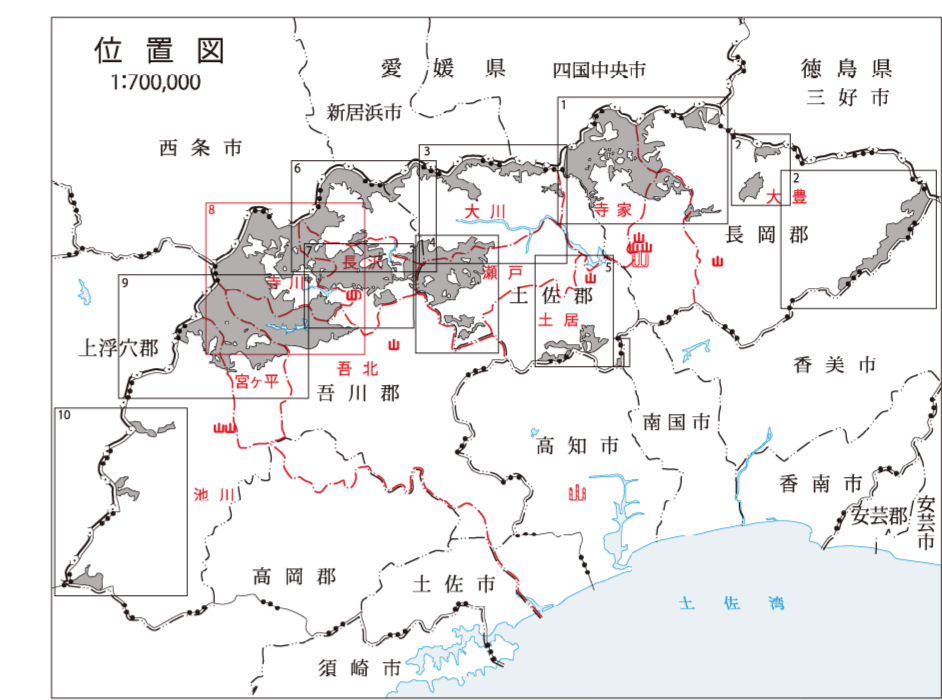 位置図
1:700,000
愛媛県
四国中央市
徳島県
三好市
新居浜市
西条市
1
2
3
6
2
大豊
8
大川
寺家
長岡郡
7
4
長沢
瀬戸
5
寺川
土佐郡
9
土居
上浮穴郡
香美市
吾北
宮ヶ平
吾川郡
10
南国市
高知市
香南市
池川
安芸郡
安芸市
高岡郡
土佐市
土佐湾
須崎市